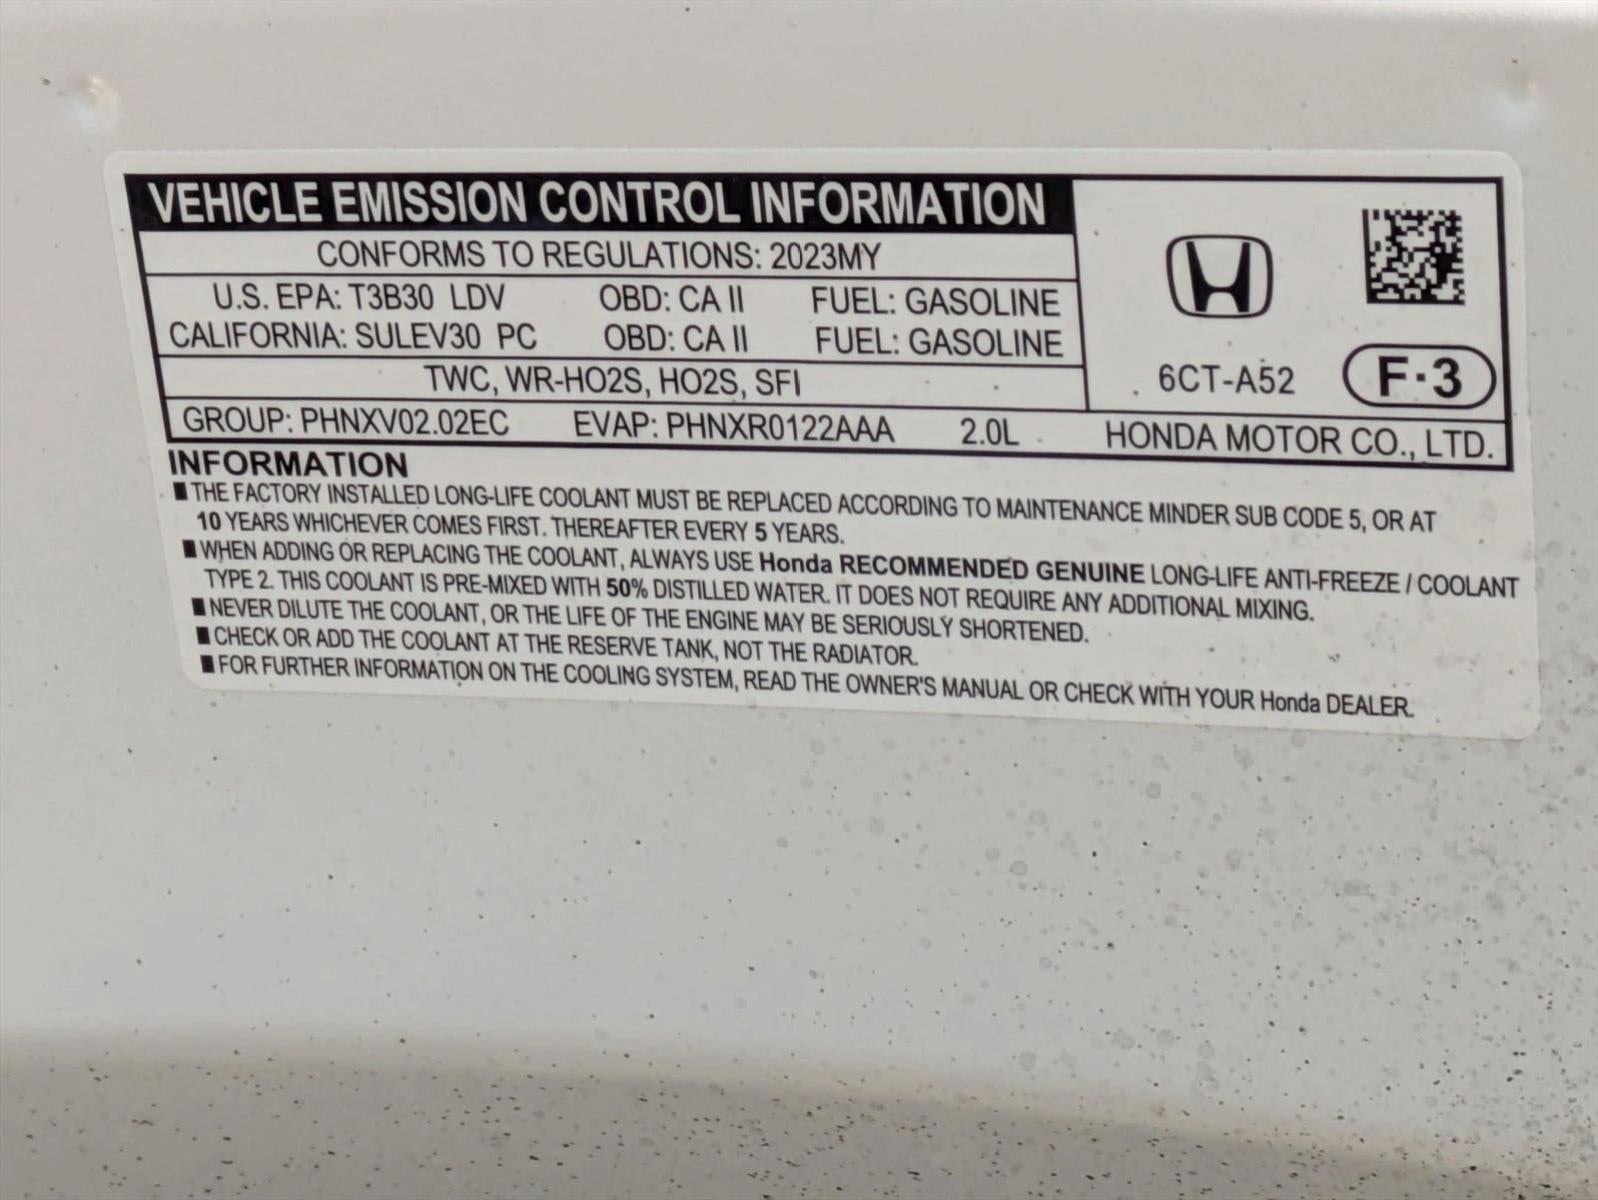 VEHICLE EMISSION CONTROL INFORMATION
CONFORMS TO REGULATIONS: 2023MY
U.S. EPA: T3B30 LDV OBD: CA II FUEL: GASOLINE
CALIFORNIA: SULEV30 PC OBD: CA II FUEL: GASOLINE
TWC, WR-HO2S, HO2S, SFI
6CT-A52 F·3
GROUP: PHNXV02.02EC EVAP: PHNXR0122AAA 2.0L HONDA MOTOR CO., LTD.
INFORMATION
■ THE FACTORY INSTALLED LONG-LIFE COOLANT MUST BE REPLACED ACCORDING TO MAINTENANCE MINDER SUB CODE 5, OR AT
10 YEARS WHICHEVER COMES FIRST. THEREAFTER EVERY 5 YEARS.
■ WHEN ADDING OR REPLACING THE COOLANT, ALWAYS USE Honda RECOMMENDED GENUINE LONG-LIFE ANTI-FREEZE / COOLANT
TYPE 2. THIS COOLANT IS PRE-MIXED WITH 50% DISTILLED WATER. IT DOES NOT REQUIRE ANY ADDITIONAL MIXING.
■ NEVER DILUTE THE COOLANT, OR THE LIFE OF THE ENGINE MAY BE SERIOUSLY SHORTENED.
■ CHECK OR ADD THE COOLANT AT THE RESERVE TANK, NOT THE RADIATOR.
■ FOR FURTHER INFORMATION ON THE COOLING SYSTEM, READ THE OWNER'S MANUAL OR CHECK WITH YOUR Honda DEALER.